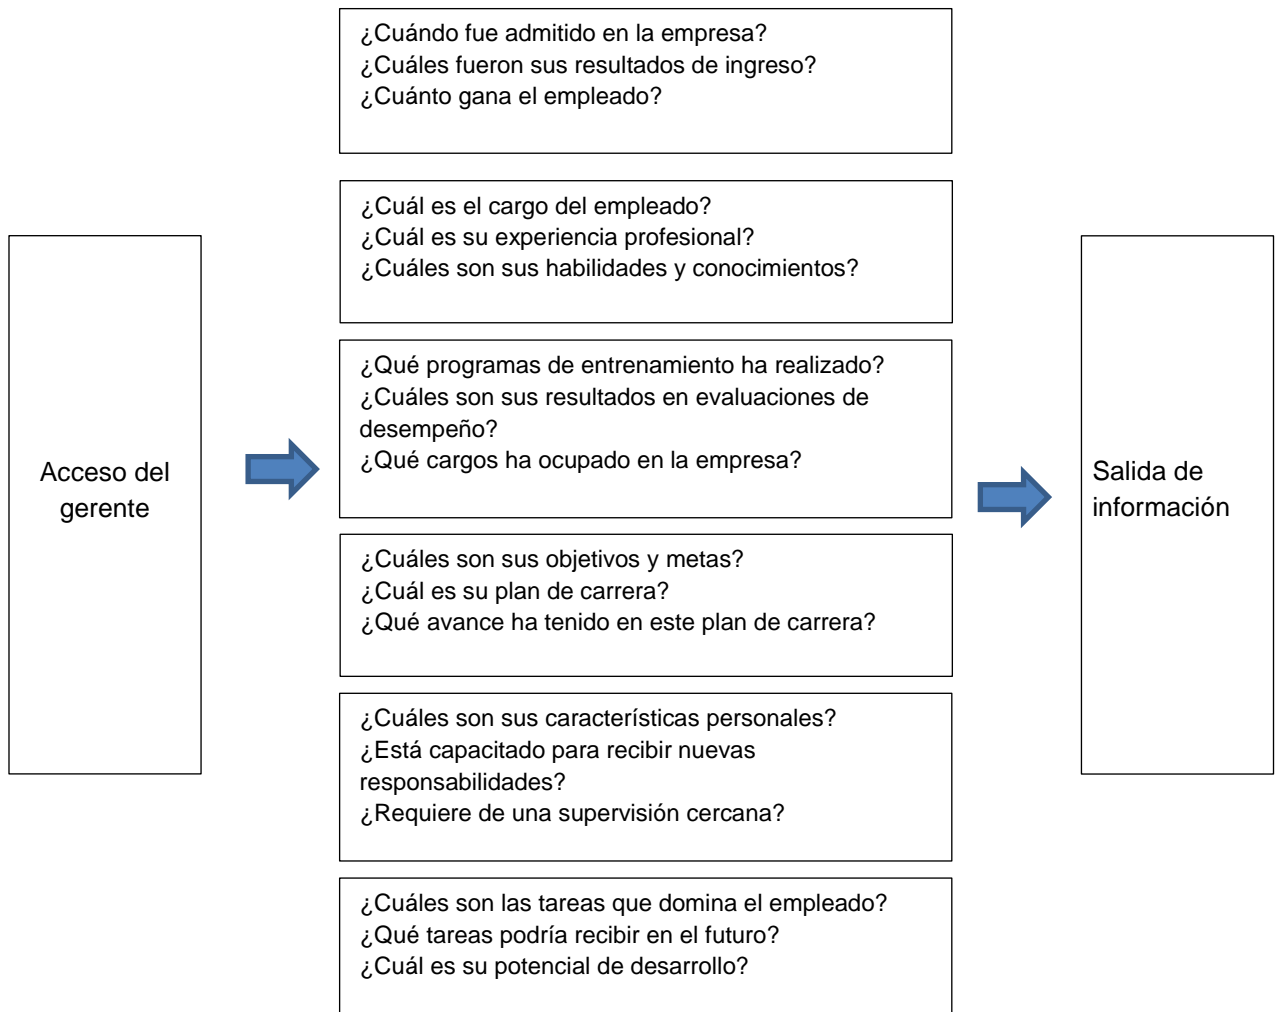 ¿Cuándo fue admitido en la empresa?
¿Cuáles fueron sus resultados de ingreso?
¿Cuánto gana el empleado?
¿Cuál es el cargo del empleado?
¿Cuál es su experiencia profesional?
¿Cuáles son sus habilidades y conocimientos?
¿Qué programas de entrenamiento ha realizado?
¿Cuáles son sus resultados en evaluaciones de
desempeño?
¿Qué cargos ha ocupado en la empresa?
Acceso del
gerente
Salida de
información
¿Cuáles son sus objetivos y metas?
¿Cuál es su plan de carrera?
¿Qué avance ha tenido en este plan de carrera?
¿Cuáles son sus características personales?
¿Está capacitado para recibir nuevas
responsabilidades?
¿Requiere de una supervisión cercana?
¿Cuáles son las tareas que domina el empleado?
¿Qué tareas podría recibir en el futuro?
¿Cuál es su potencial de desarrollo?